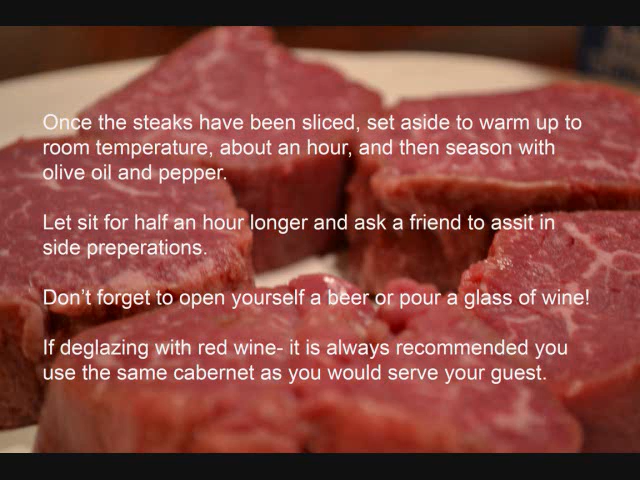 Once the steaks have been sliced, set aside to warm up to
room temperature, about an hour, and then season with
olive oil and pepper.
Let sit for half an hour longer and ask a friend to assit in
side preperations.
Don't forget to open yourself a beer or pour a glass of wine!
If deglazing with red wine- it is always recommended you
use the same cabernet as you would serve your guest.